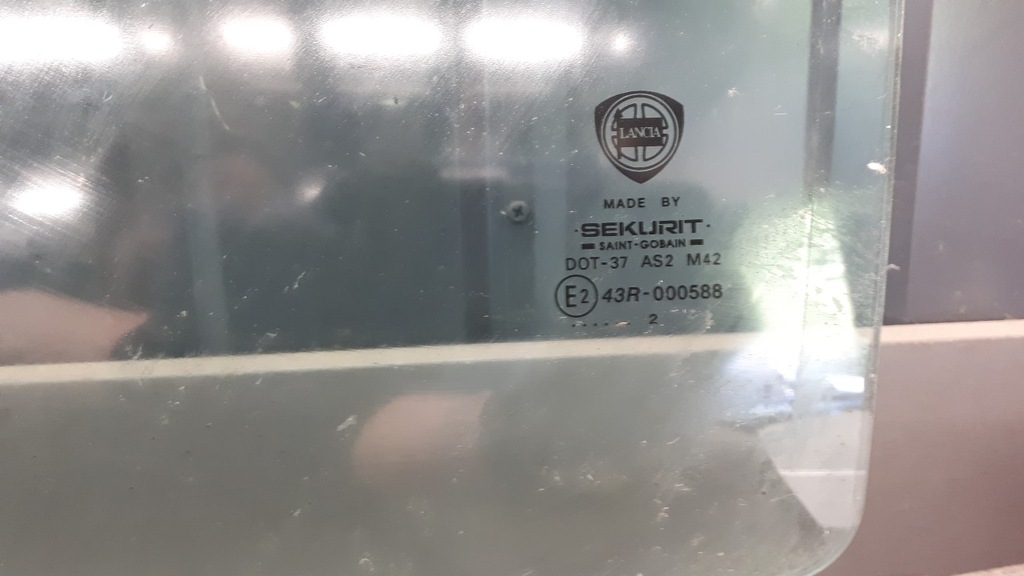 LANCIA
MADE BY
·SEKURIT·
SAINT-GOBAIN
DOT-37 AS2 M42
E2 43R-000588
..... 2